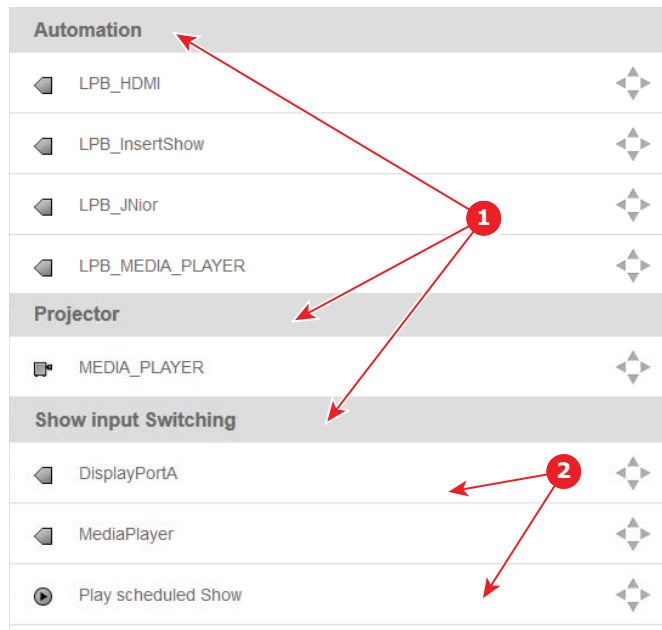 Automation
LPB_HDMI
LPB_InsertShow
LPB_JNior
1
LPB_MEDIA_PLAYER
Projector
MEDIA_PLAYER
Show input Switching
DisplayPortA
2
MediaPlayer
Play scheduled Show